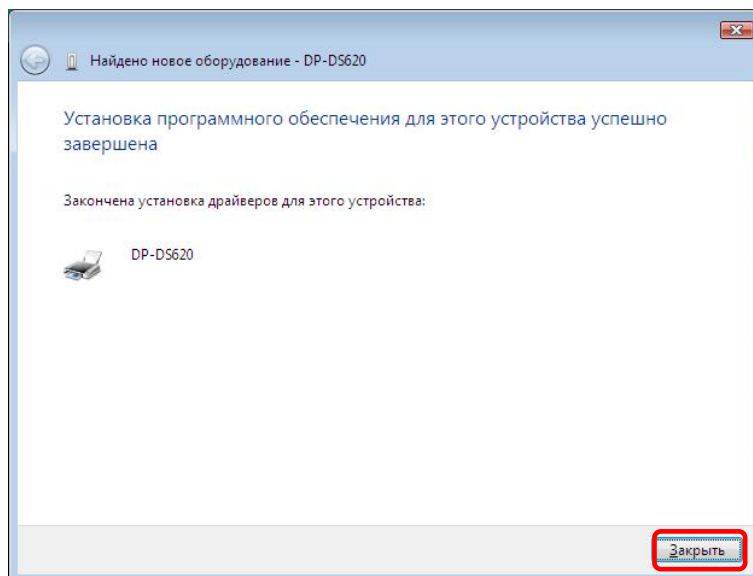 Найдено новое оборудование - DP-DS620
Установка программного обеспечения для этого устройства успешно
завершена
Закончена установка драйверов для этого устройства:
DP-DS620
Закрыть